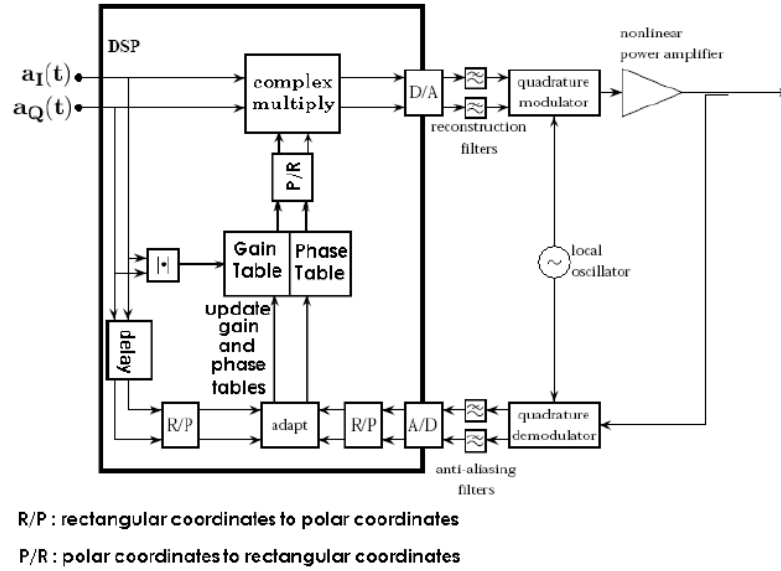 nonlinear
power amplifier
DSP
a_I(t)
a_Q(t)
complex
multiply
D/A
quadrature
modulator
reconstruction
filters
P/R
|•|
Gain
Table
Phase
Table
local
oscillator
update
gain
and
phase
tables
delay
R/P
adapt
R/P
A/D
quadrature
demodulator
anti-aliasing
filters
R/P : rectangular coordinates to polar coordinates
P/R : polar coordinates to rectangular coordinates